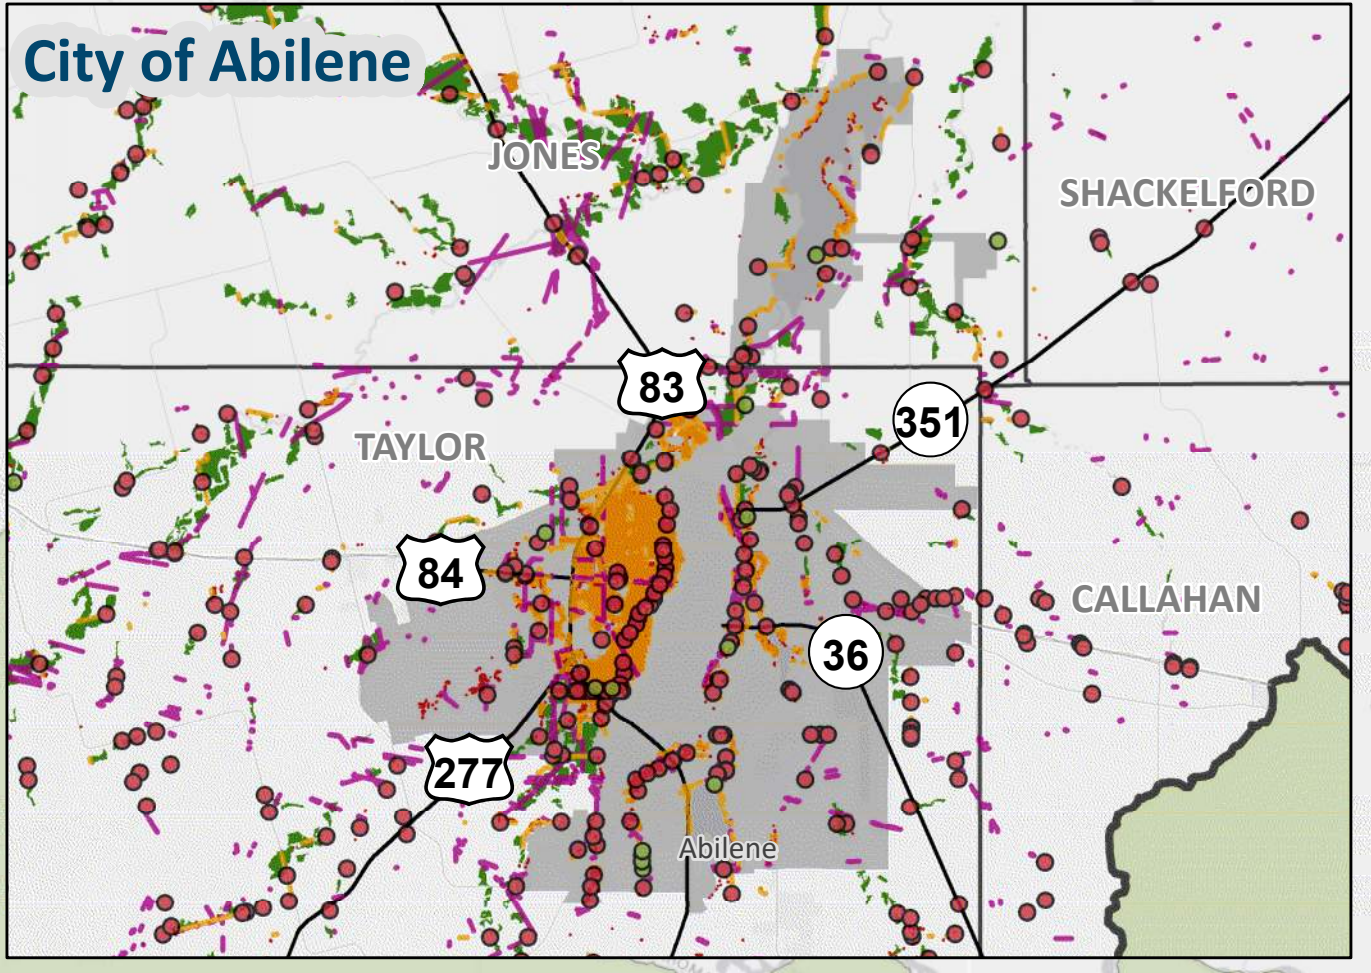 City of Abilene
JONES
SHACKELFORD
83
351
TAYLOR
84
CALLAHAN
36
277
Abilene